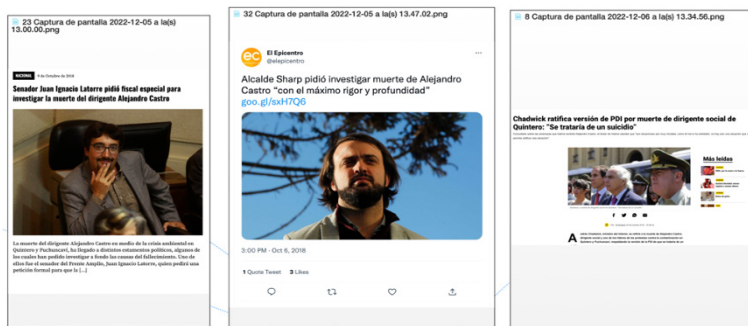 23 Captura de pantalla 2022-12-05 a la(s)
13.00.00.png
NACIONAL 9 de Octubre de 2018
Senador Juan Ignacio Latorre pidió fiscal especial para
investigar la muerte del dirigente Alejandro Castro
La muerte del dirigente Alejandro Castro en medio de la crisis ambiental en
Quintero y Puchuncaví, ha llegado a distintos estamentos políticos, algunos de
los cuales han pedido investigar a fondo las causas del fallecimiento. Uno de
ellos fue el senador del Frente Amplio, Juan Ignacio Latorre, quien pedirá una
petición formal para que la [...]
32 Captura de pantalla 2022-12-05 a la(s) 13.47.02.png
ec
El Epicentro
@elepicentro
Alcalde Sharp pidió investigar muerte de Alejandro
Castro “con el máximo rigor y profundidad”
goo.gl/sxH7Q6
3:00 PM · Oct 6, 2018
1 Quote Tweet 3 Likes
8 Captura de pantalla 2022-12-06 a la(s) 13.34.56.png
Chadwick ratifica versión de PDI por muerte de dirigente social de
Quintero: "Se trataría de un suicidio"
Más leídas